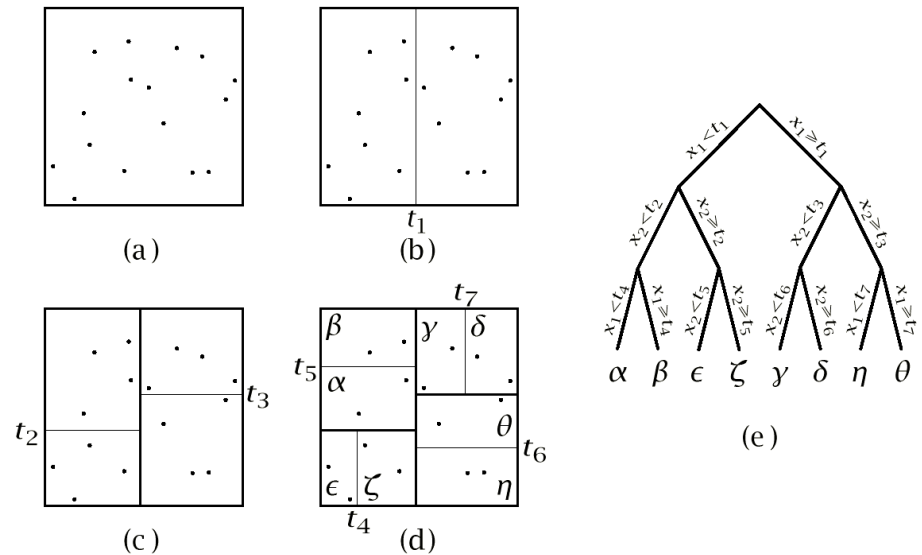 t₁
(a)
(b)
x₁<t₁
x₁≥t₁
x₂<t₂
x₂≥t₂
x₂<t₃
x₂≥t₃
x₁<t₄
x₁≥t₄
x₂<t₅
x₂≥t₅
x₂<t₆
x₂≥t₆
x₁<t₇
x₁≥t₇
α β ϵ ζ γ δ η θ
(e)
t₂
t₃
(c)
t₇
β γ δ
t₅
α
θ
t₆
ϵ ζ η
t₄
(d)